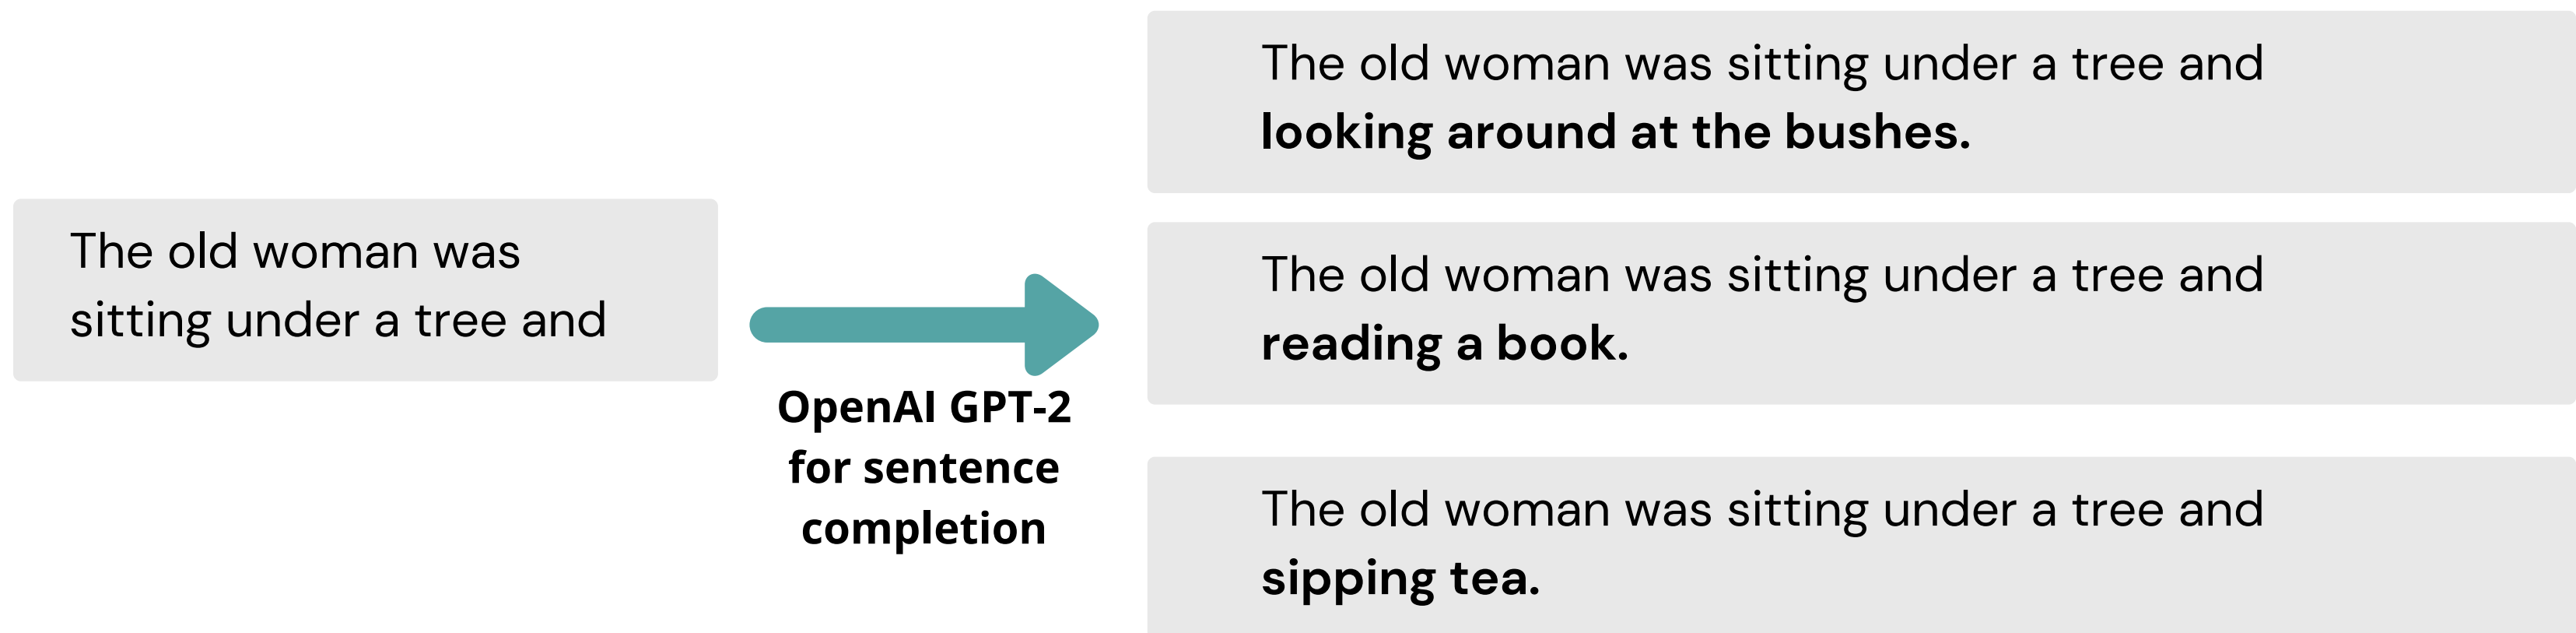 The old woman was
sitting under a tree and
OpenAI GPT-2
for sentence
completion
The old woman was sitting under a tree and
looking around at the bushes.
The old woman was sitting under a tree and
reading a book.
The old woman was sitting under a tree and
sipping tea.